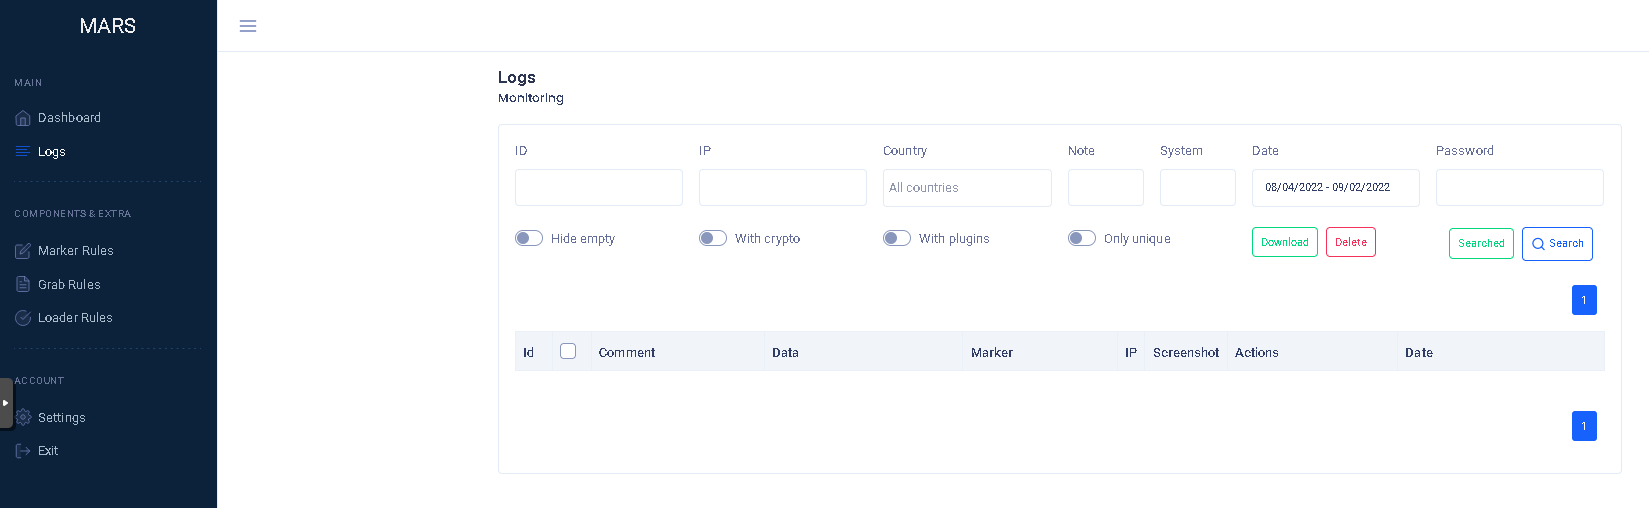 MARS
MAIN
Dashboard
Logs
COMPONENTS & EXTRA
Marker Rules
Grab Rules
Loader Rules
ACCOUNT
Settings
Exit
Logs
Monitoring
ID IP Country Note System Date Password
All countries 08/04/2022 - 09/02/2022
Hide empty With crypto With plugins Only unique Download Delete Searched Search
1
Id Comment Data Marker IP Screenshot Actions Date
1